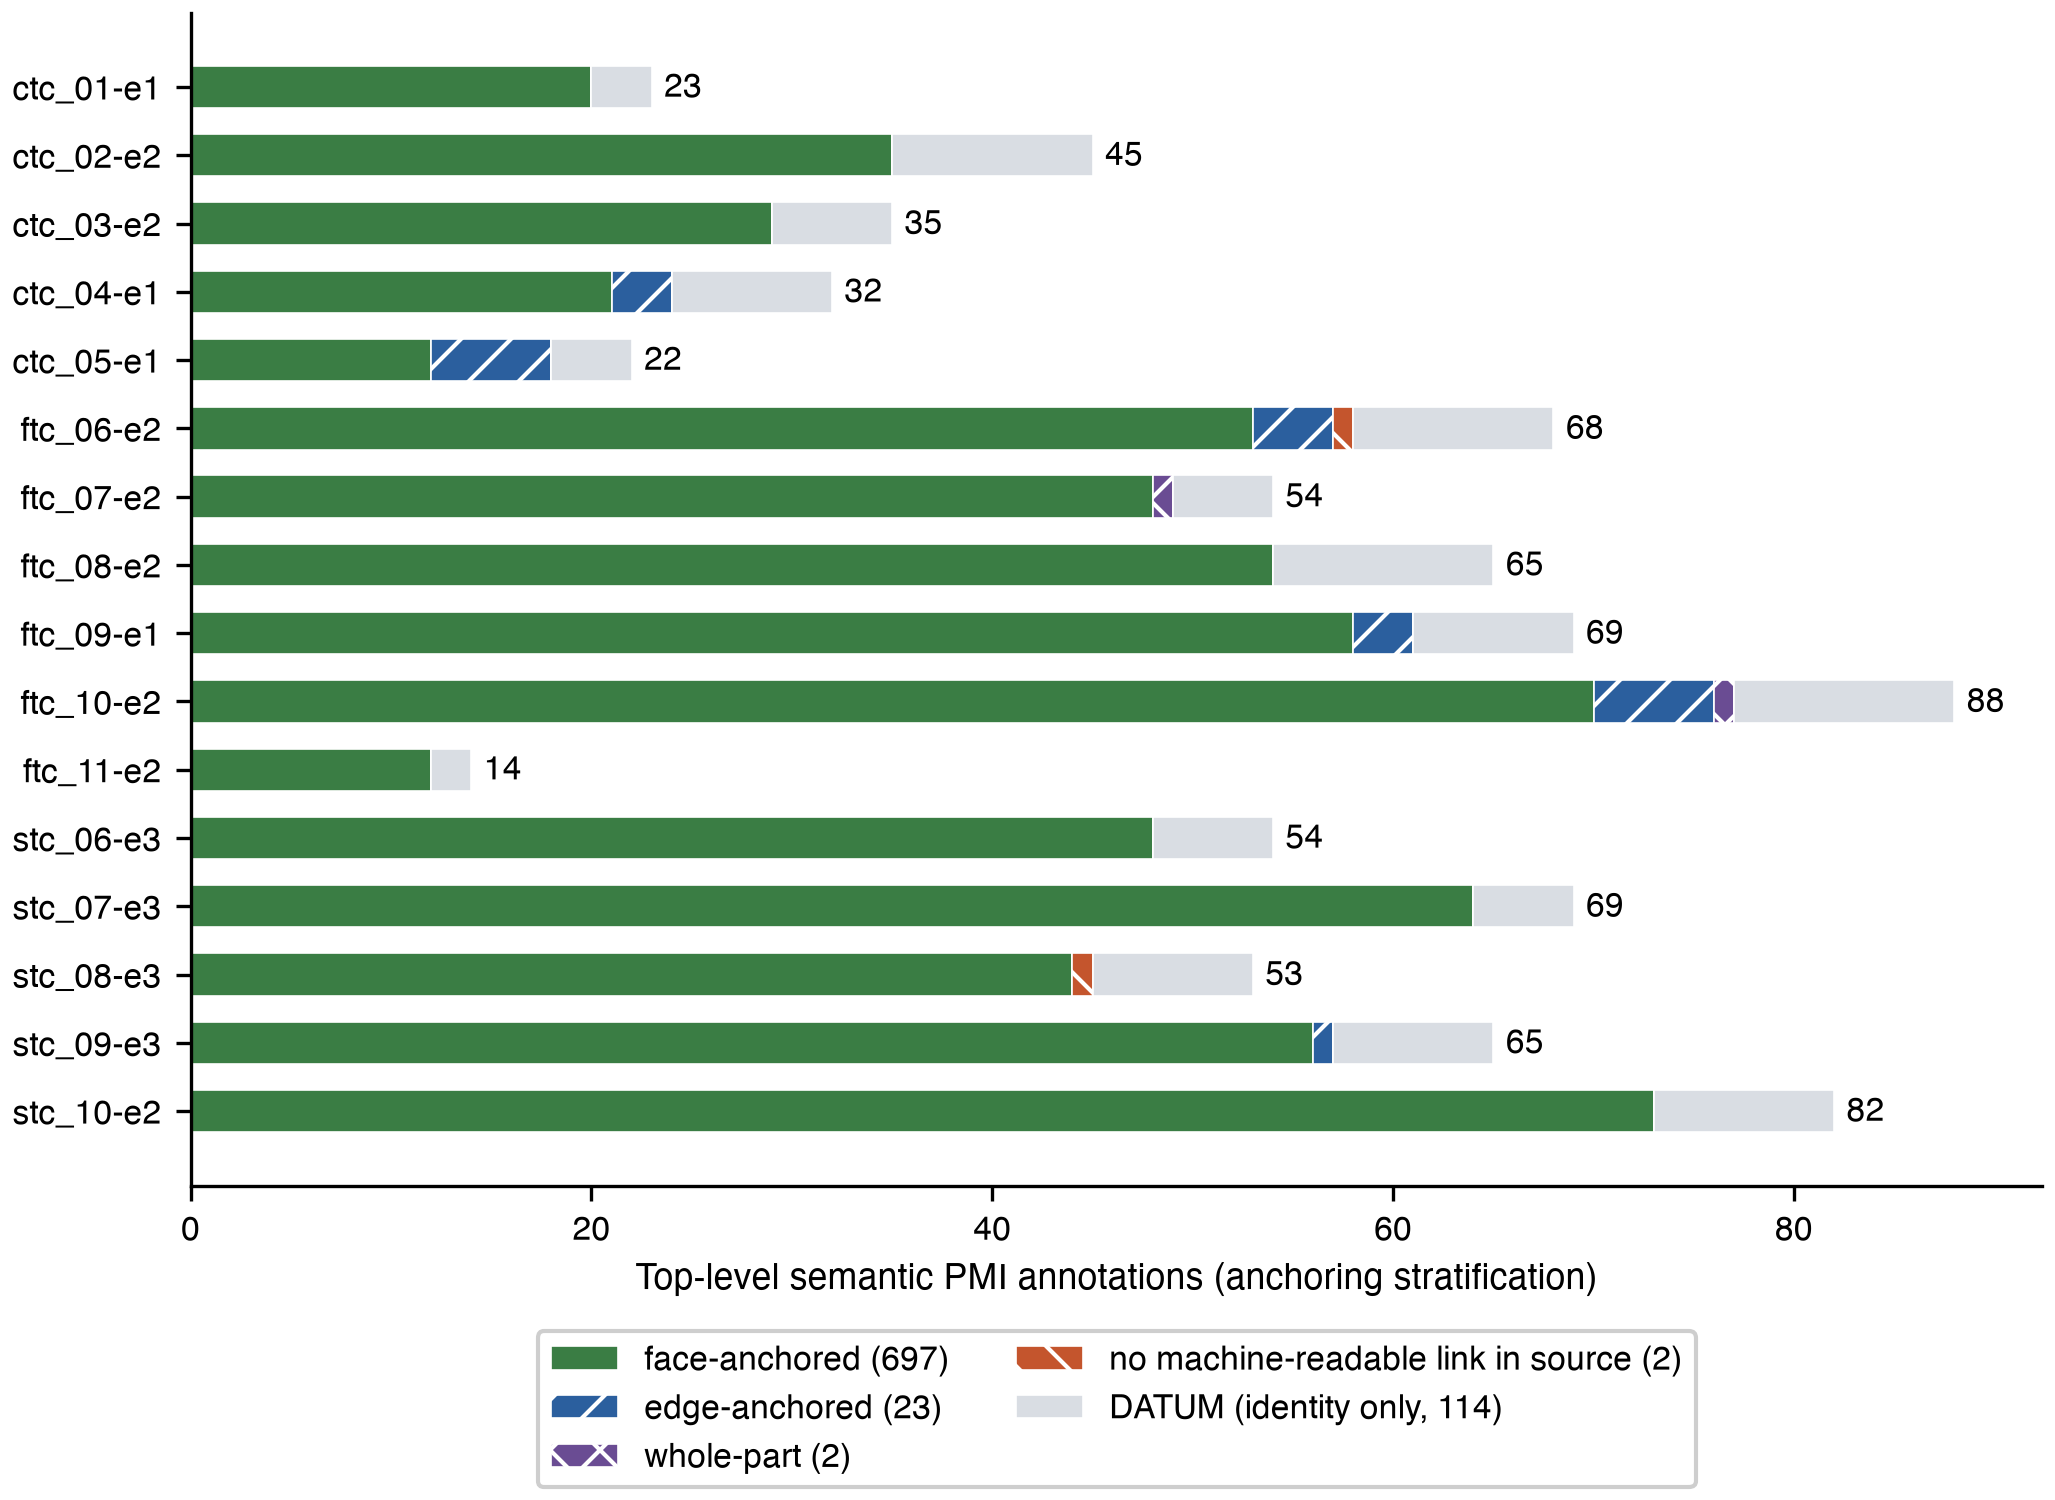 ctc_01-e1 23
ctc_02-e2 45
ctc_03-e2 35
ctc_04-e1 32
ctc_05-e1 22
ftc_06-e2 68
ftc_07-e2 54
ftc_08-e2 65
ftc_09-e1 69
ftc_10-e2 88
ftc_11-e2 14
stc_06-e3 54
stc_07-e3 69
stc_08-e3 53
stc_09-e3 65
stc_10-e2 82
0 20 40 60 80
Top-level semantic PMI annotations (anchoring stratification)
face-anchored (697)
edge-anchored (23)
whole-part (2)
no machine-readable link in source (2)
DATUM (identity only, 114)